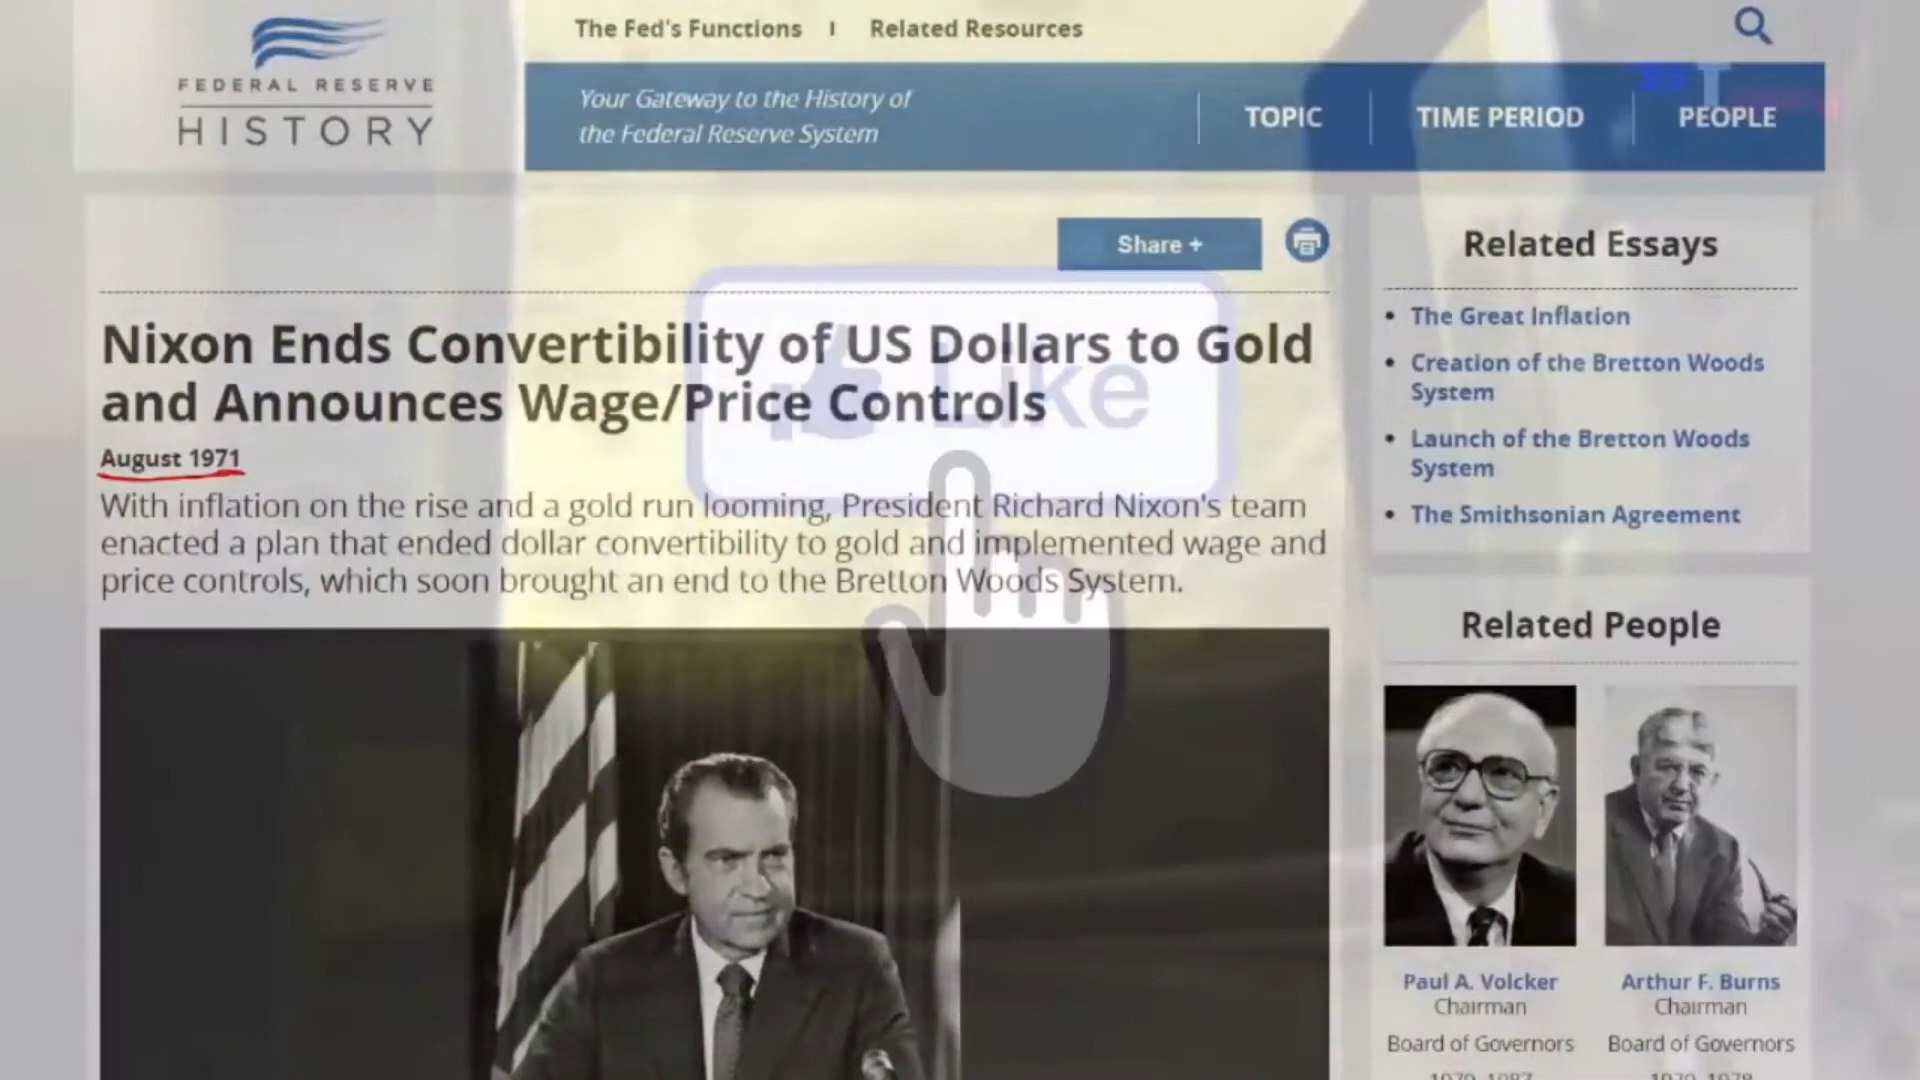 The Fed's Functions
Related Resources
FEDERAL RESERVE
HISTORY
Your Gateway to the History of
the Federal Reserve System
TOPIC
TIME PERIOD
PEOPLE
Share +
Nixon Ends Convertibility of US Dollars to Gold
and Announces Wage/Price Controls
August 1971
With inflation on the rise and a gold run looming, President Richard Nixon's team
enacted a plan that ended dollar convertibility to gold and implemented wage and
price controls, which soon brought an end to the Bretton Woods System.
Like
Related Essays
• The Great Inflation
• Creation of the Bretton Woods
System
• Launch of the Bretton Woods
System
• The Smithsonian Agreement
Related People
Paul A. Volcker
Chairman
Board of Governors
Arthur F. Burns
Chairman
Board of Governors